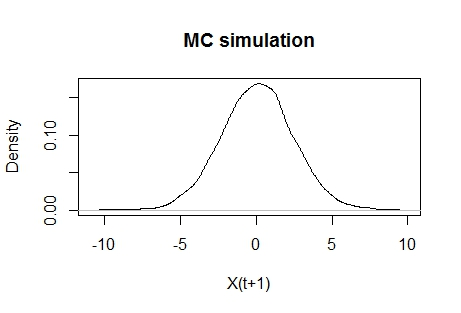 MC simulation
Density
0.10
0.00
-10 -5 0 5 10
X(t+1)